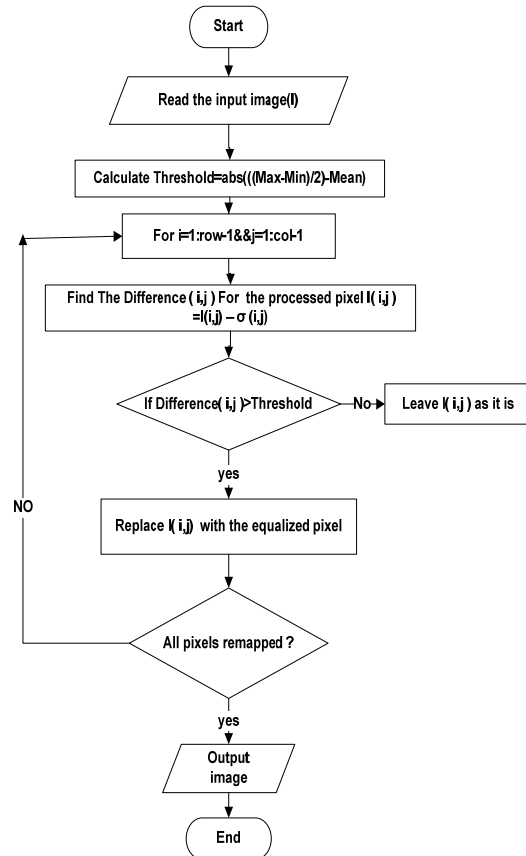 Start
Read the input image(I)
Calculate Threshold=abs(((Max-Min)/2)-Mean)
For i=1:row-1&&j=1:col-1
Find The Difference ( i,j ) For the processed pixel I( i,j )
=I(i,j) – σ (i,j)
If Difference( i,j )>Threshold
No
Leave I( i,j ) as it is
yes
Replace I( i,j) with the equalized pixel
NO
All pixels remapped ?
yes
Output
image
End